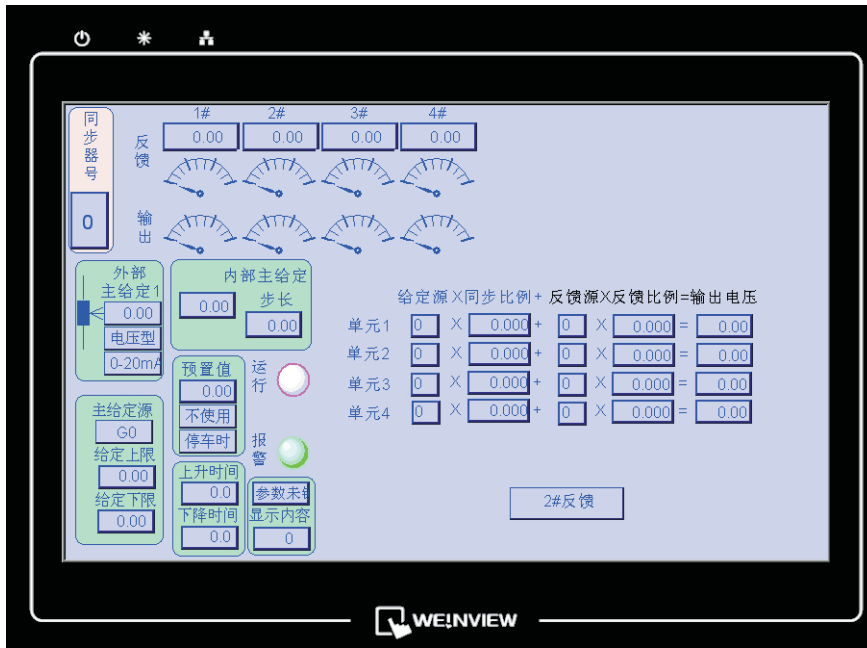 同步器号
0
1# 2# 3# 4#
反馈 0.00 0.00 0.00 0.00
输出
外部
主给定1
0.00
电压型
0-20mA
内部主给定
0.00 步长
0.00
预置值
0.00
不使用
停车时
运行
报警
主给定源
G0
给定上限
0.00
给定下限
0.00
上升时间
0.0
下降时间
0.0
参数未
显示内容
0
给定源X同步比例+ 反馈源X反馈比例=输出电压
单元1 0 X 0.000 + 0 X 0.000 = 0.00
单元2 0 X 0.000 + 0 X 0.000 = 0.00
单元3 0 X 0.000 + 0 X 0.000 = 0.00
单元4 0 X 0.000 + 0 X 0.000 = 0.00
2#反馈
WE!NVIEW